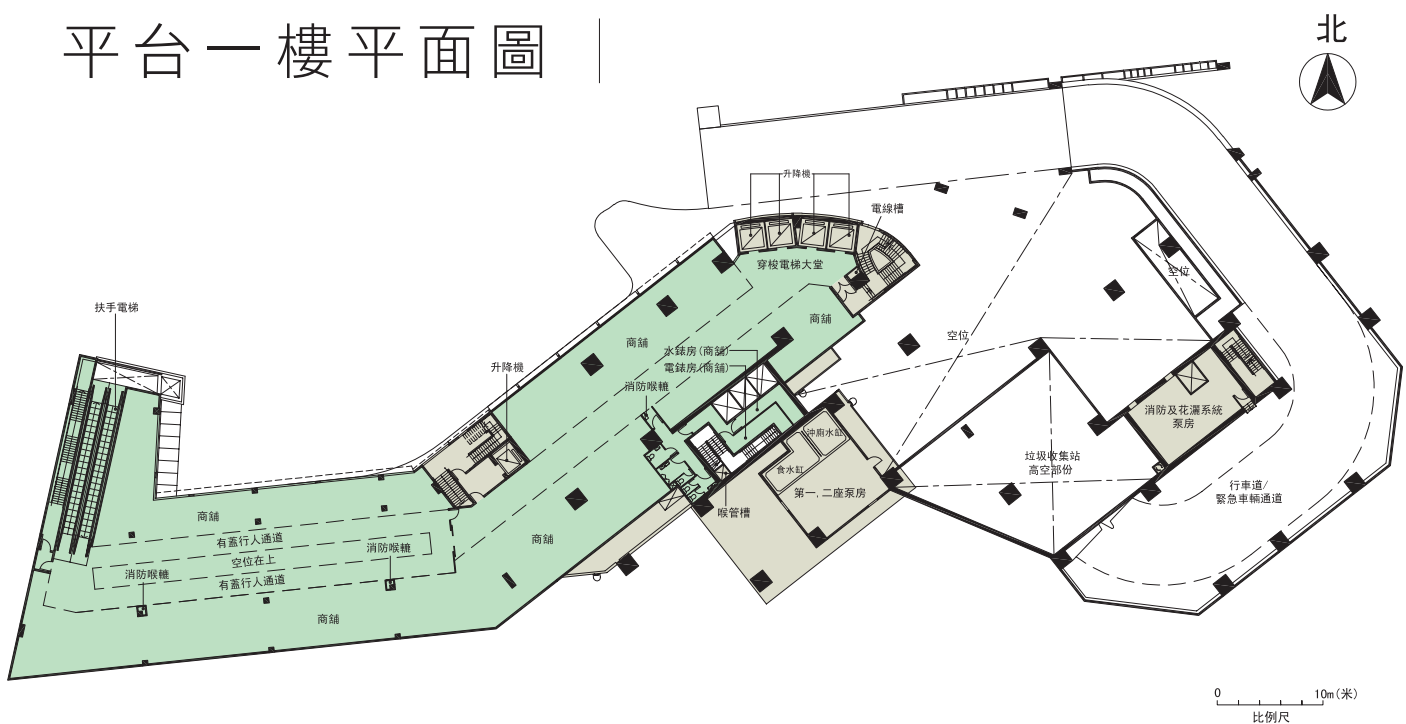 平台一樓平面圖
北
升降機
電線槽
穿梭電梯大堂
空位
扶手電梯
商舖
商舖
空位
水錶房(商舖)
升降機
電錶房(商舖)
消防喉轆
消防及花灑系統
泵房
沖廁水缸
垃圾收集站
高空部份
食水缸
行車道/
緊急車輛通道
第一, 二座泵房
喉管槽
商舖
有蓋行人通道
商舖
消防喉轆
空位在上
消防喉轆
有蓋行人通道
商舖
0 10m(米)
比例尺